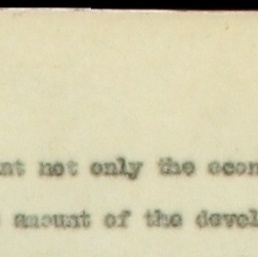 nt not only the econ
amount of the devel